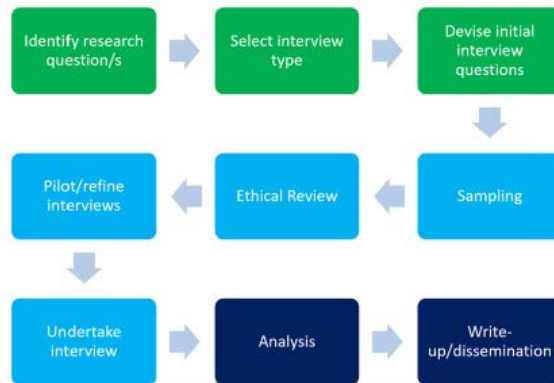 Identify research
question/s
Select interview
type
Devise initial
interview
questions
Sampling
Ethical Review
Pilot/refine
interviews
Undertake
interview
Analysis
Write-
up/dissemination